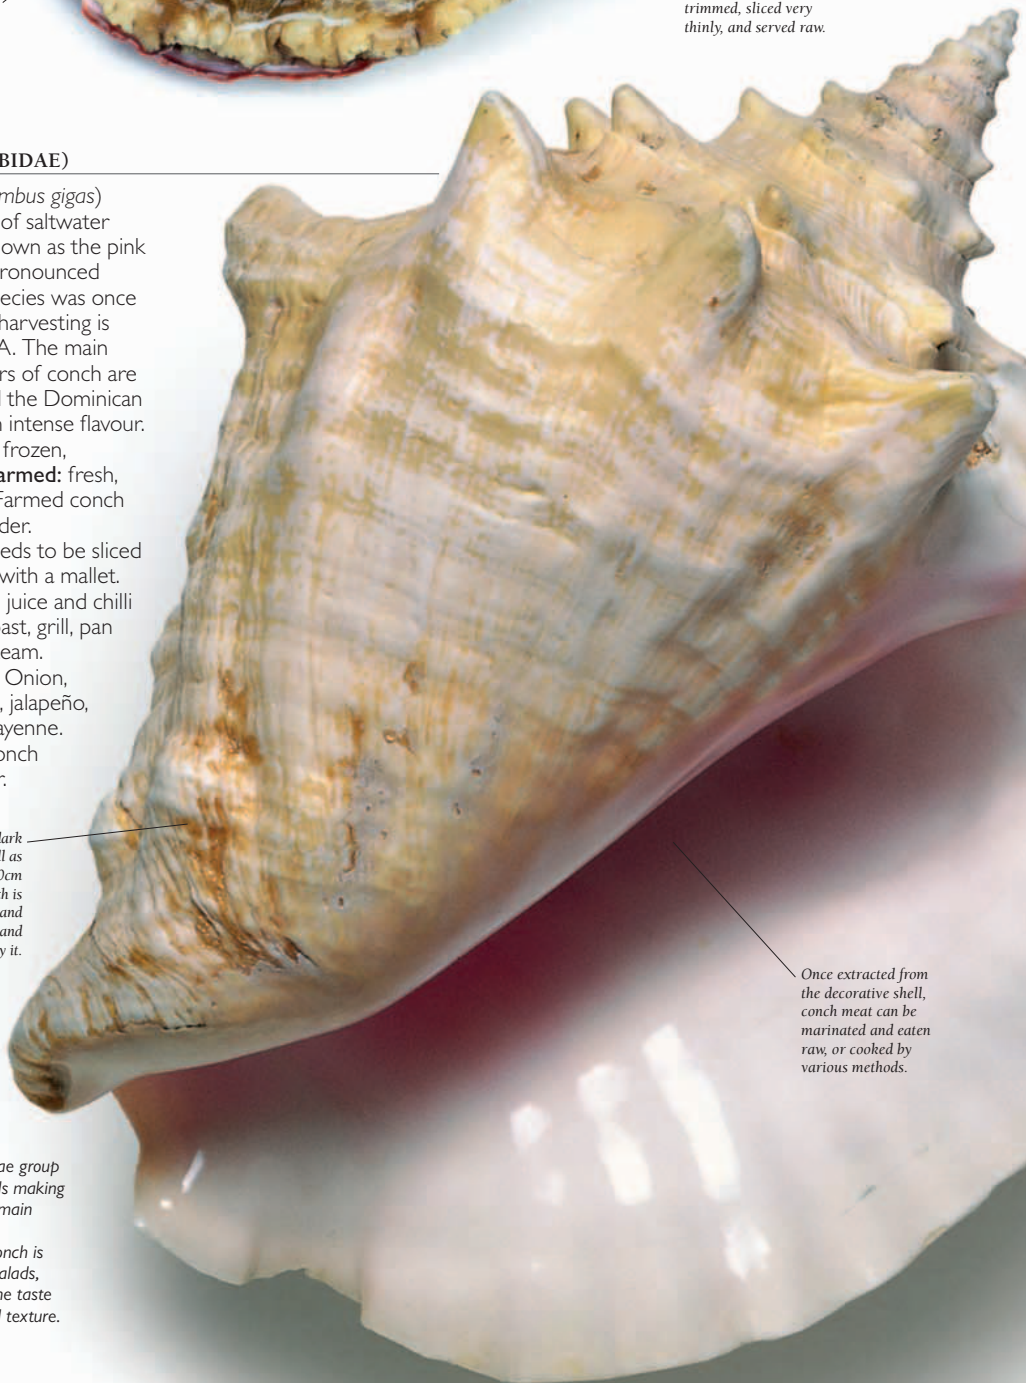 trimmed, sliced very
thinly, and served raw.
BIDAE)
mbus gigas)
of saltwater
own as the pink
ronounced
ecies was once
harvesting is
A. The main
rs of conch are
the Dominican
intense flavour.
frozen,
armed: fresh,
Farmed conch
der.
eds to be sliced
with a mallet.
juice and chilli
ast, grill, pan
eam.
Onion,
, jalapeño,
ayenne.
onch
r.
lark
ll as
0cm
h is
and
and
y it.
Once extracted from
the decorative shell,
conch meat can be
marinated and eaten
raw, or cooked by
various methods.
ae group
ls making
main
onch is
alads,
he taste
texture.